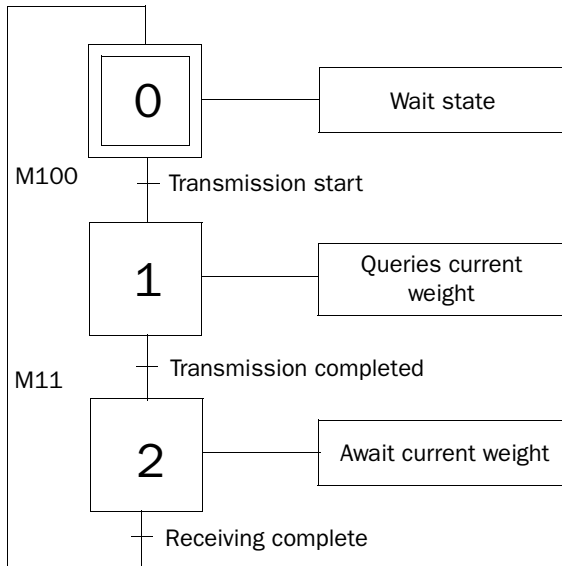 0
Wait state
M100
Transmission start
1
Queries current
weight
Transmission completed
M11
2
Await current weight
Receiving complete